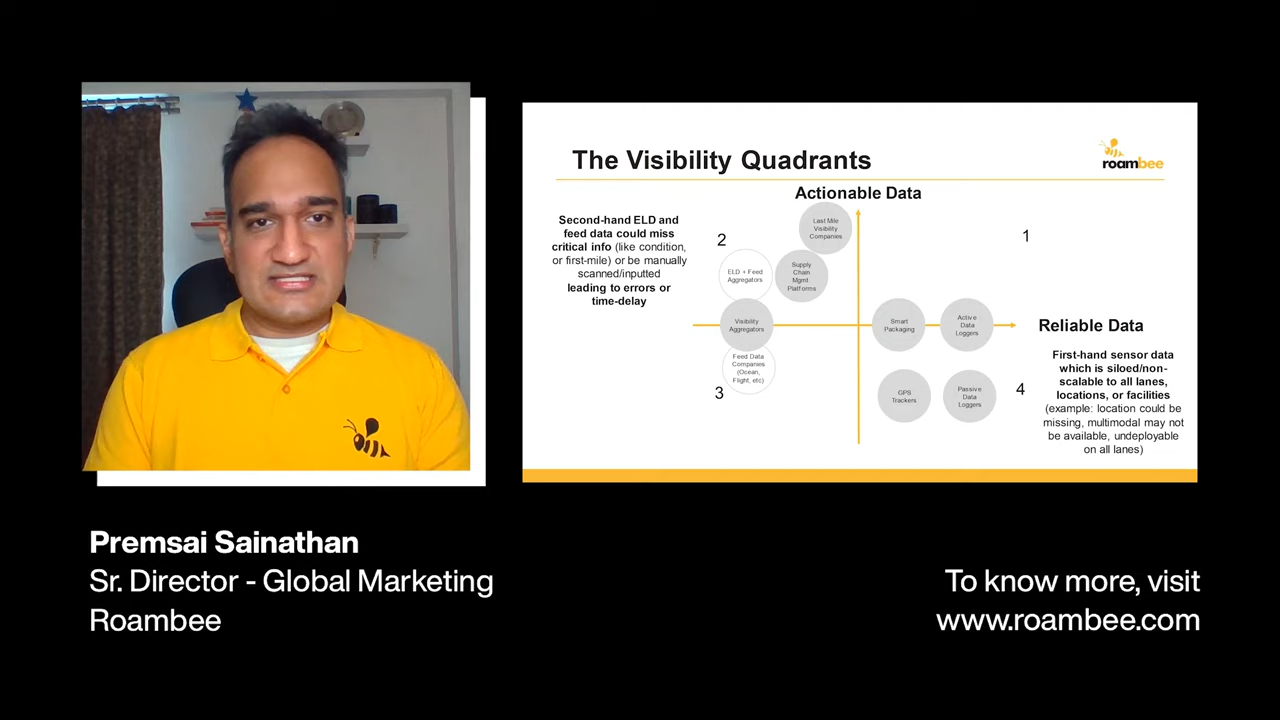 The Visibility Quadrants
roambee
Actionable Data
Second-hand ELD and
feed data could miss
critical info (like condition,
or first-mile) or be manually
scanned/inputted
leading to errors or
time-delay
2
1
Last Mile
Visibility
Companies
ELD + Feed
Aggregators
Supply
Chain
Mgmt
Platforms
Visibility
Aggregators
Smart
Packaging
Active
Data
Loggers
Reliable Data
Feed Data
Companies
(Ocean,
Flight, etc)
3
GPS
Trackers
Passive
Data
Loggers
4
First-hand sensor data
which is siloed/non-
scalable to all lanes,
locations, or facilities
(example: location could be
missing, multimodal may not
be available, undeployable
on all lanes)
Premsai Sainathan
Sr. Director - Global Marketing
Roambee
To know more, visit
www.roambee.com